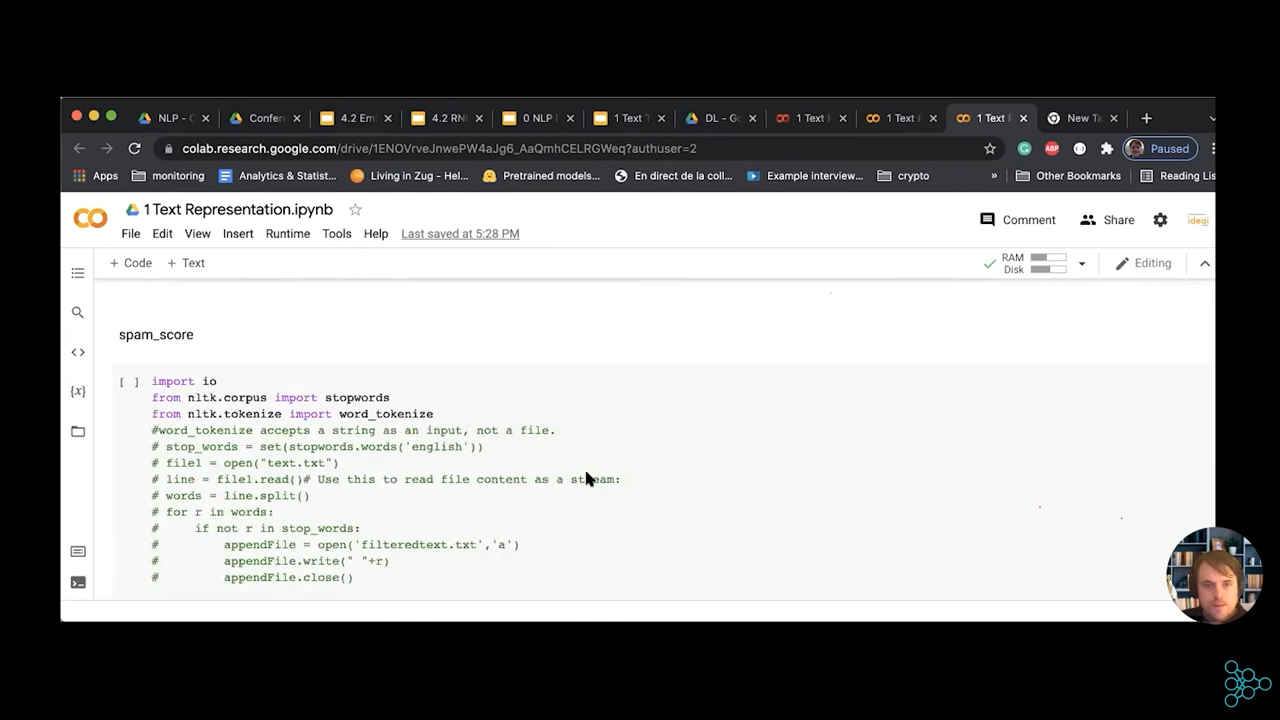 NLP - C
Confer
4.2 Em
4.2 RN
0 NLP
1 Text T
DL - G
1 Text F
1 Text F
1 Text F
New Ta
colab.research.google.com/drive/1ENOVrveJnwePW4aJg6_AaQmhCELRGWeq?authuser=2
ABP
Paused
Apps
monitoring
Analytics & Statist...
Living in Zug - Hel...
Pretrained models...
En direct de la coll...
Example interview...
crypto
»
Other Bookmarks
Reading Lis
1 Text Representation.ipynb
Comment
Share
File Edit View Insert Runtime Tools Help Last saved at 5:28 PM
+ Code + Text
RAM
Disk
Editing
spam_score
[ ] import io
from nltk.corpus import stopwords
from nltk.tokenize import word_tokenize
#word_tokenize accepts a string as an input, not a file.
# stop_words = set(stopwords.words('english'))
# file1 = open("text.txt")
# line = file1.read()# Use this to read file content as a stream:
# words = line.split()
# for r in words:
#     if not r in stop_words:
#         appendFile = open('filteredtext.txt','a')
#         appendFile.write(" "+r)
#         appendFile.close()